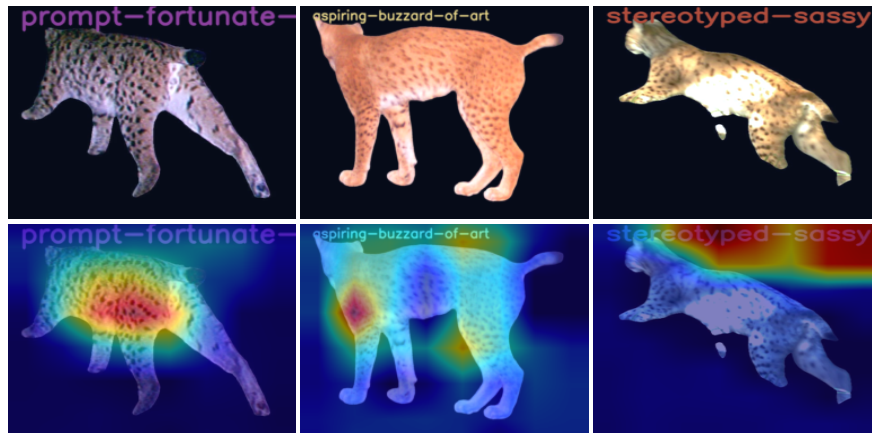 prompt-fortunate-
aspiring-buzzard-of-art
stereotyped-sassy
prompt-fortunate-
aspiring-buzzard-of-art
stereotyped-sassy